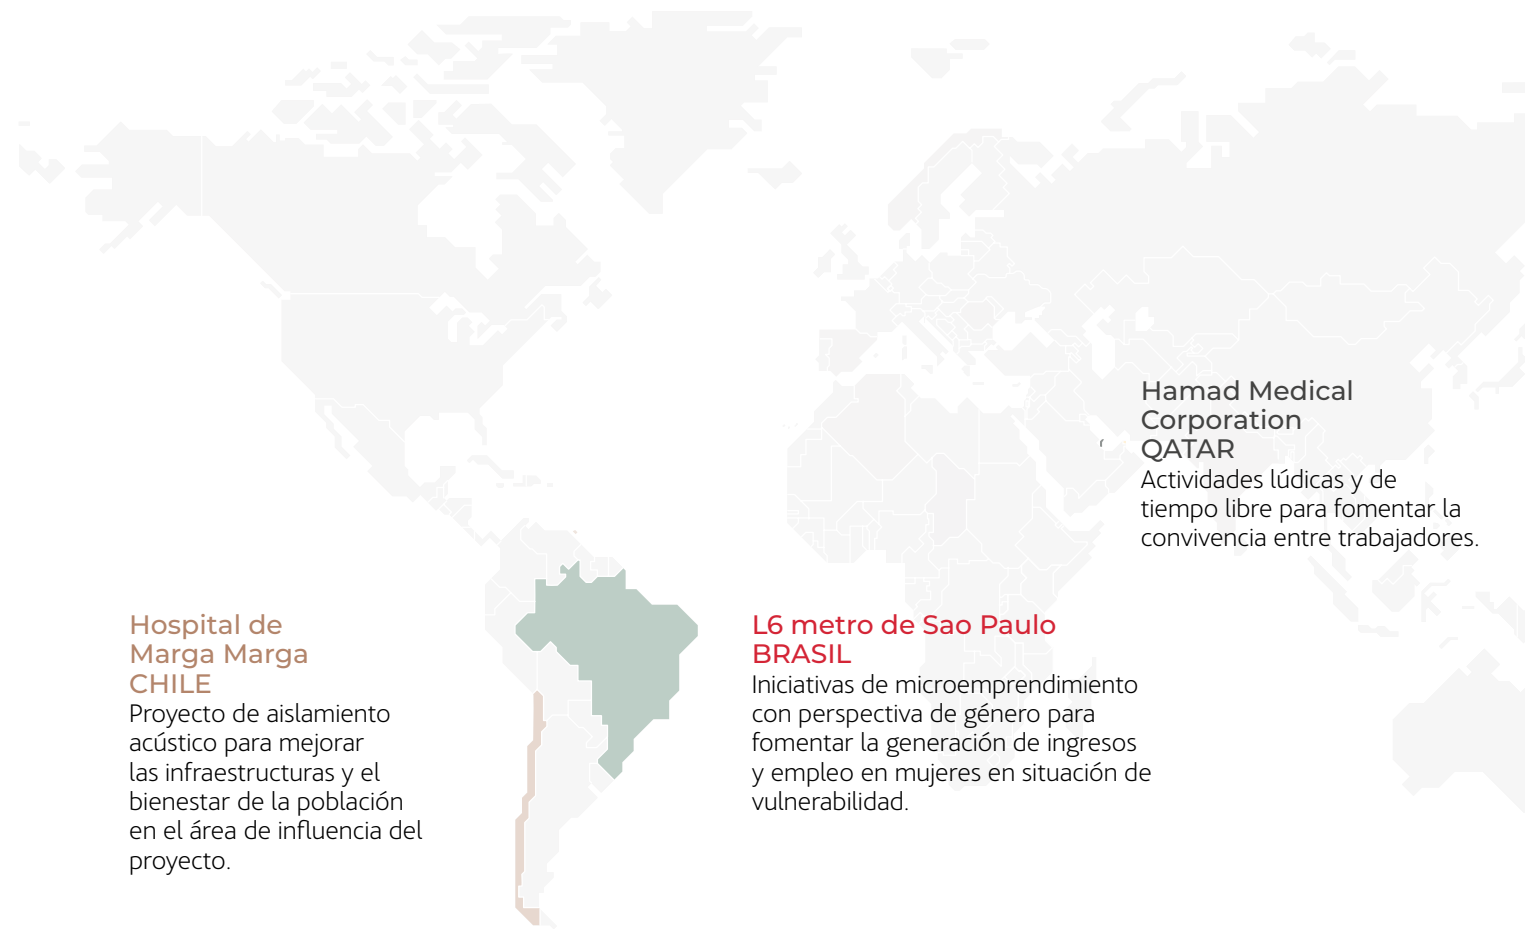 Hamad Medical
Corporation
QATAR
Actividades lúdicas y de
tiempo libre para fomentar la
convivencia entre trabajadores.
Hospital de
Marga Marga
CHILE
Proyecto de aislamiento
acústico para mejorar
las infraestructuras y el
bienestar de la población
en el área de influencia del
proyecto.
L6 metro de Sao Paulo
BRASIL
Iniciativas de microemprendimiento
con perspectiva de género para
fomentar la generación de ingresos
y empleo en mujeres en situación de
vulnerabilidad.